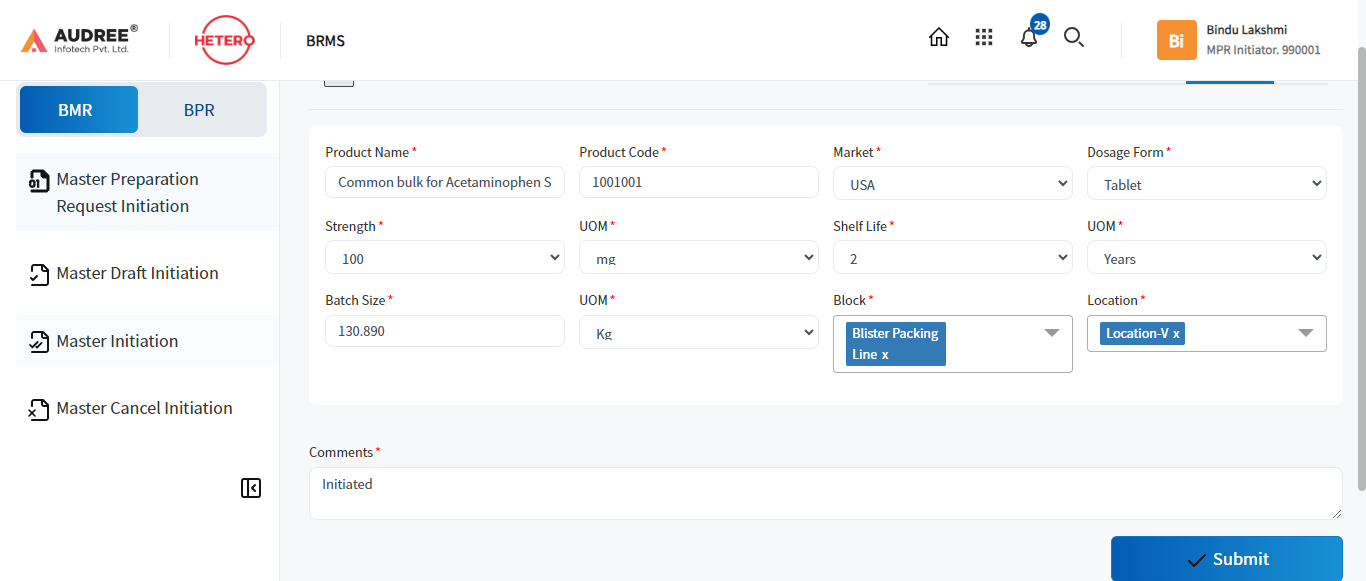 AUDREE®
Infotech Pvt. Ltd.
HETERO
BRMS
28
Bi
Bindu Lakshmi
MPR Initiator. 990001
BMR
BPR
01
Master Preparation
Request Initiation
Master Draft Initiation
Master Initiation
Master Cancel Initiation
Product Name *
Product Code *
Market *
Dosage Form *
Common bulk for Acetaminophen S
1001001
USA
Tablet
Strength *
UOM *
Shelf Life *
UOM *
100
mg
2
Years
Batch Size *
UOM *
Block *
Location *
130.890
Kg
Blister Packing
Line x
Location-V x
Comments *
Initiated
Submit